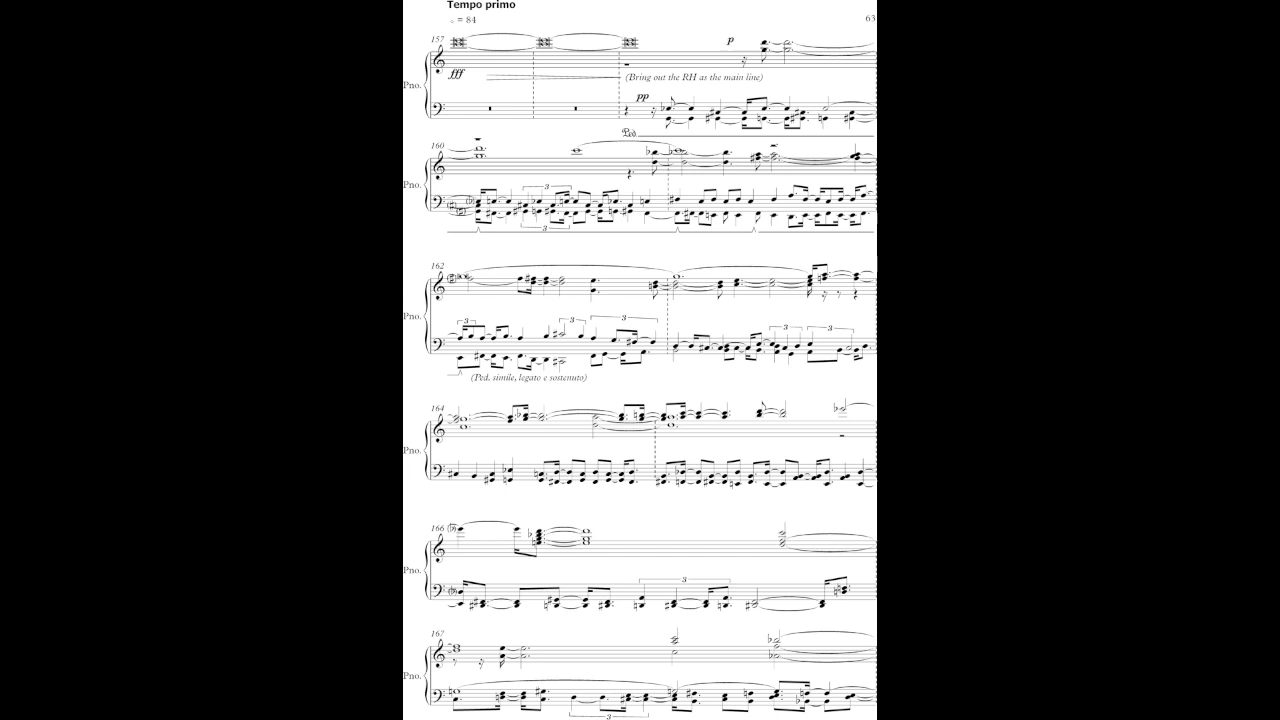 Tempo primo
𝅗𝅥. = 84
63
157
p
fff
(Bring out the RH as the main line)
Pno.
pp
Ped.
160
Pno.
3
3
162
Pno.
3
3
3
3
3
(Ped. simile, legato e sostenuto)
164
Pno.
166
Pno.
3
167
Pno.
3